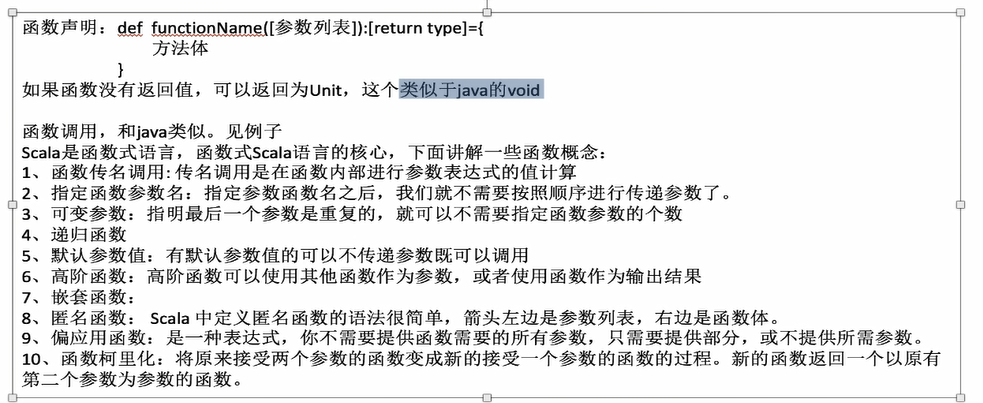 函数声明：def functionName([参数列表]):[return type]={
方法体
}
如果函数没有返回值，可以返回为Unit，这个类似于java的void
函数调用，和java类似。见例子
Scala是函数式语言，函数式Scala语言的核心，下面讲解一些函数概念：
1、函数传名调用: 传名调用是在函数内部进行参数表达式的值计算
2、指定函数参数名：指定参数函数名之后，我们就不需要按照顺序进行传递参数了。
3、可变参数：指明最后一个参数是重复的，就可以不需要指定函数参数的个数
4、递归函数
5、默认参数值：有默认参数值的可以不传递参数既可以调用
6、高阶函数：高阶函数可以使用其他函数作为参数，或者使用函数作为输出结果
7、嵌套函数：
8、匿名函数： Scala 中定义匿名函数的语法很简单，箭头左边是参数列表，右边是函数体。
9、偏应用函数：是一种表达式，你不需要提供函数需要的所有参数，只需要提供部分，或不提供所需参数。
10、函数柯里化：将原来接受两个参数的函数变成新的接受一个参数的函数的过程。新的函数返回一个以原有
第二个参数为参数的函数。